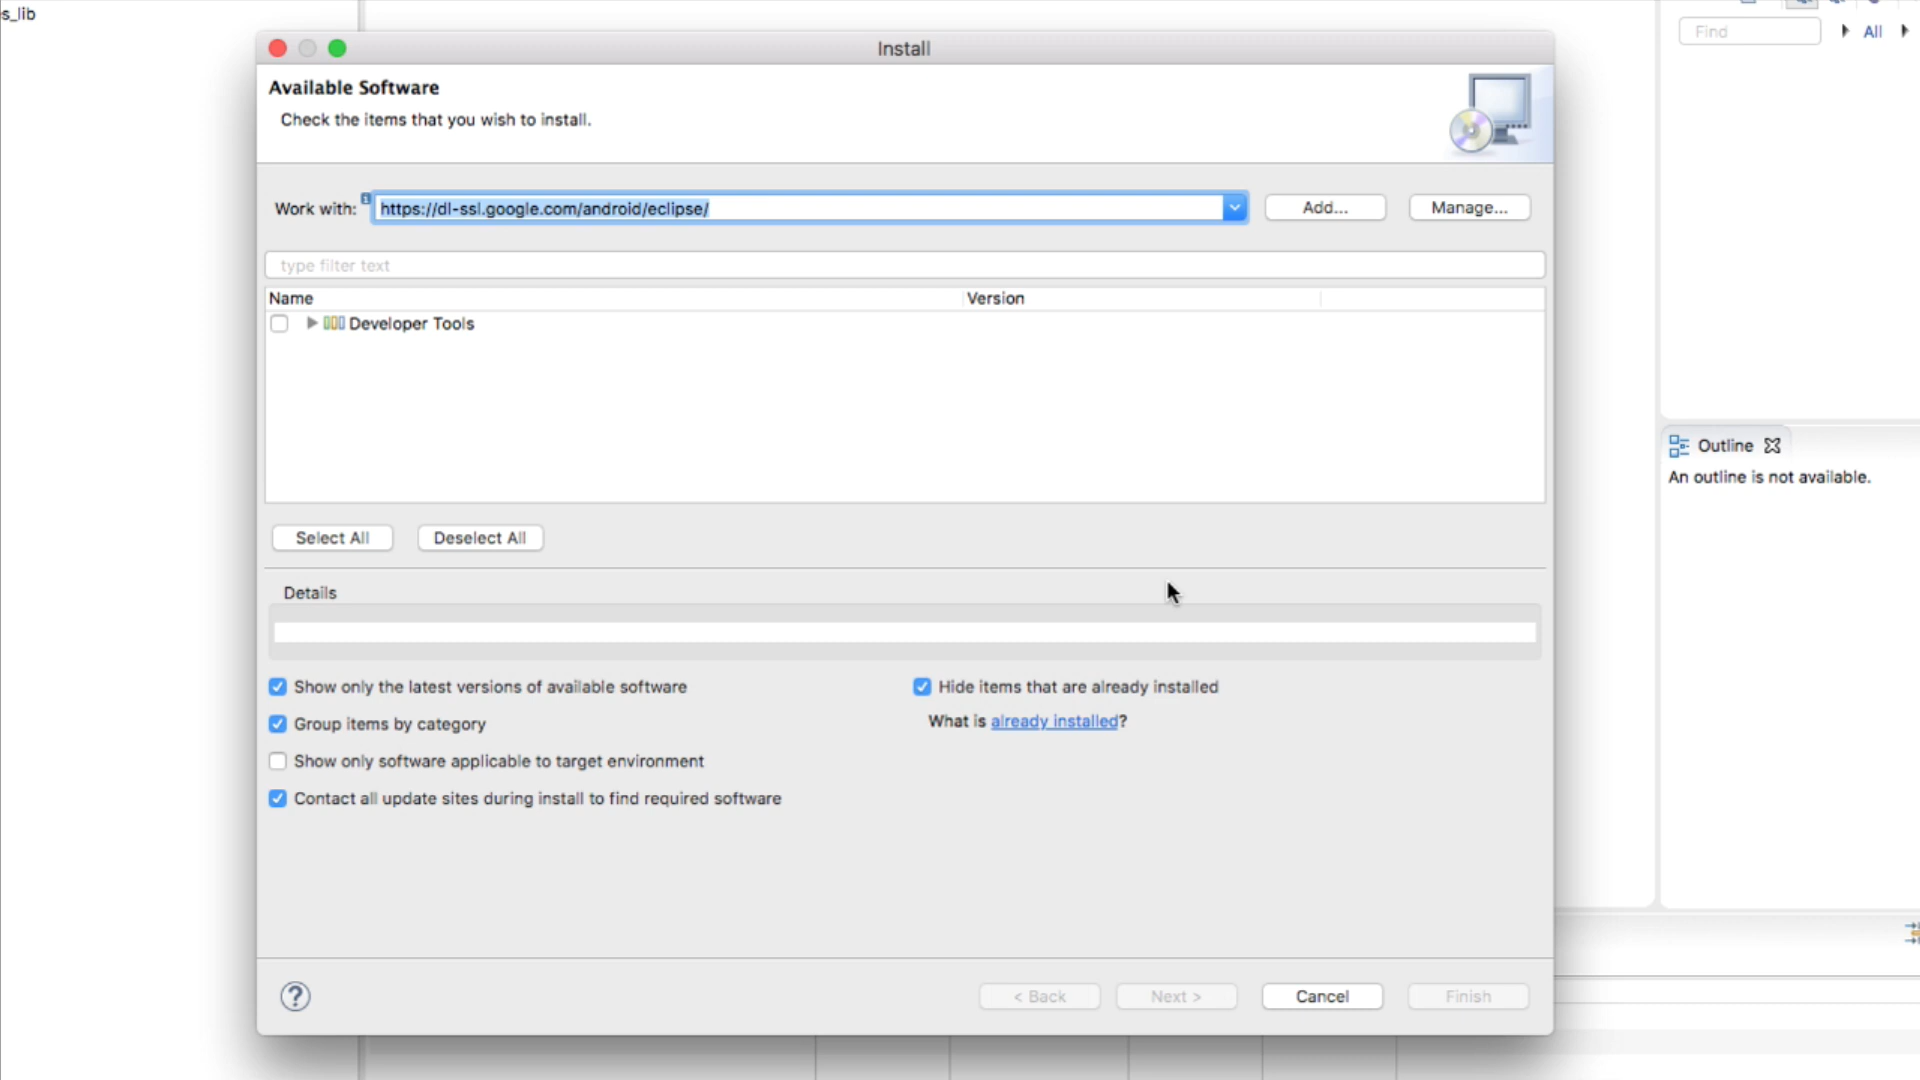 s_lib
Find
All
Install
Available Software
Check the items that you wish to install.
Work with:
https://dl-ssl.google.com/android/eclipse/
Add...
Manage...
type filter text
Name
Version
Developer Tools
Outline
An outline is not available.
Select All
Deselect All
Details
Show only the latest versions of available software
Hide items that are already installed
Group items by category
What is already installed?
Show only software applicable to target environment
Contact all update sites during install to find required software
?
< Back
Next >
Cancel
Finish